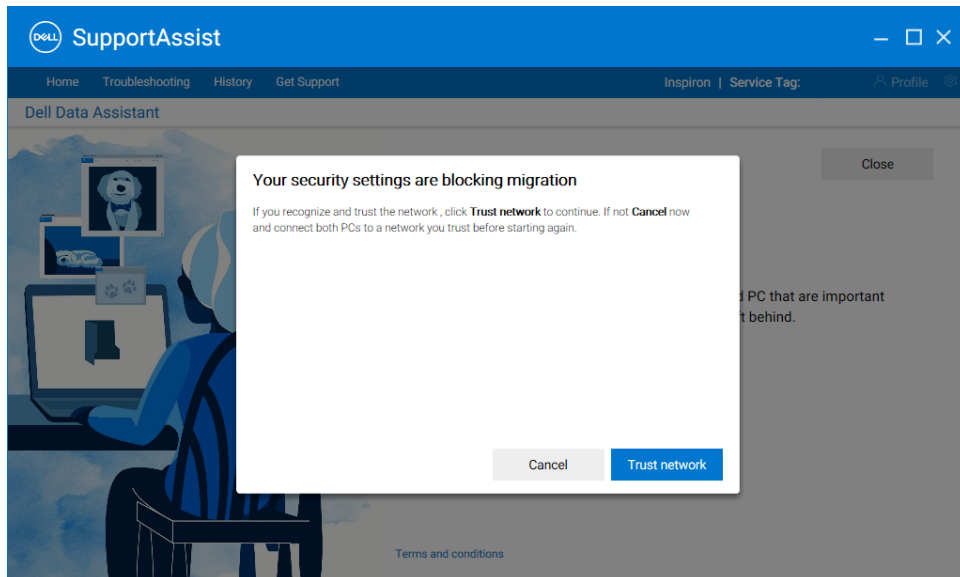 DELL SupportAssist
Home Troubleshooting History Get Support Inspiron | Service Tag: Profile
Dell Data Assistant
Close
Your security settings are blocking migration
If you recognize and trust the network , click Trust network to continue. If not Cancel now
and connect both PCs to a network you trust before starting again.
d PC that are important
't behind.
Cancel Trust network
Terms and conditions